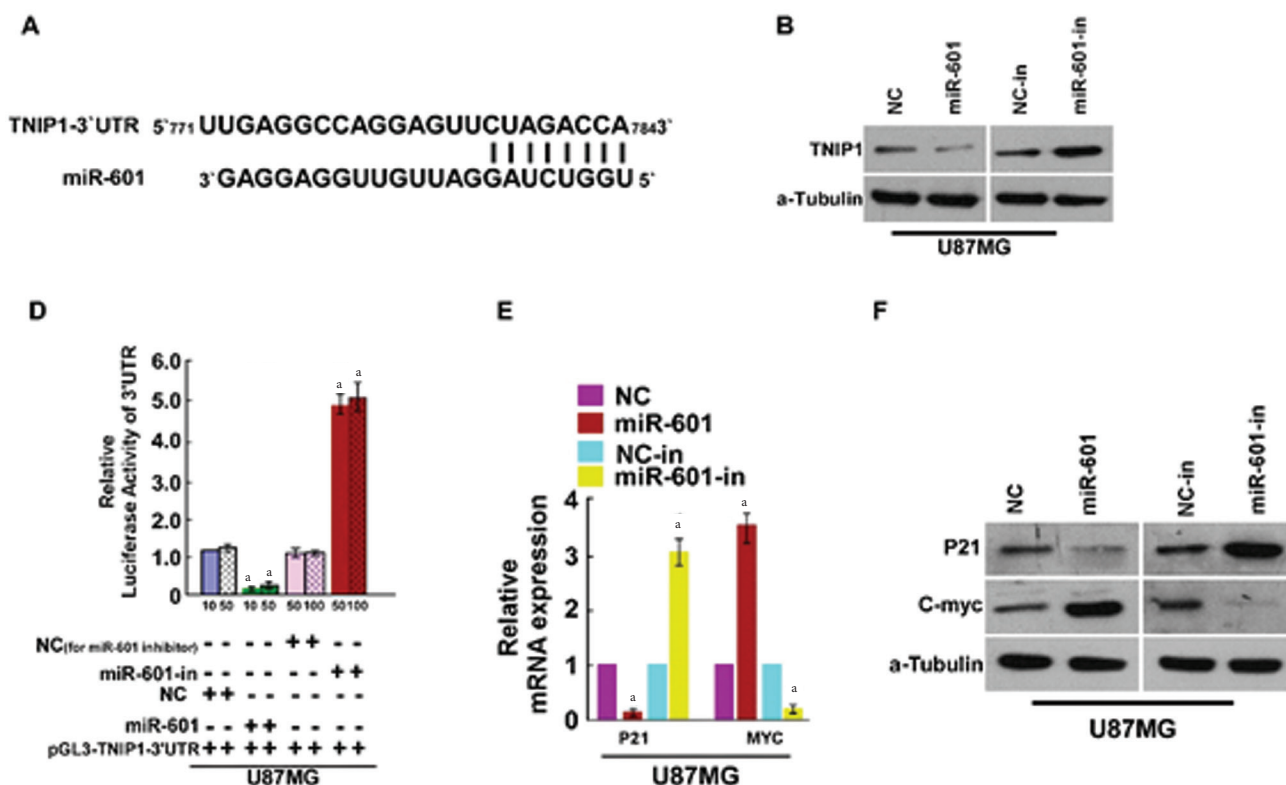 A
TNIP1-3`UTR 5`771UUGAGGCCAGGAGUUCUAGACCA7843`
miR-601 3`GAGGAGGUUGUUAGGAUCUGGU 5`
B
NC
miR-601
NC-in
miR-601-in
TNIP1
a-Tubulin
U87MG
D
Relative
Luciferase Activity of 3'UTR
6.0
5.0
4.0
3.0
2.0
1.0
0
a a
a a
10 50 10 50 50 100 50 100
NC(for miR-601 inhibitor) - - - - + + - -
miR-601-in - - - - - - + +
NC + + - - - - - -
miR-601 - - + + - - - -
pGL3-TNIP1-3'UTR + + + + + + + +
U87MG
E
NC
miR-601
NC-in
miR-601-in
Relative
mRNA expression
4
3
2
1
0
a
a
a
a
P21 MYC
U87MG
F
NC
miR-601
NC-in
miR-601-in
P21
C-myc
a-Tubulin
U87MG